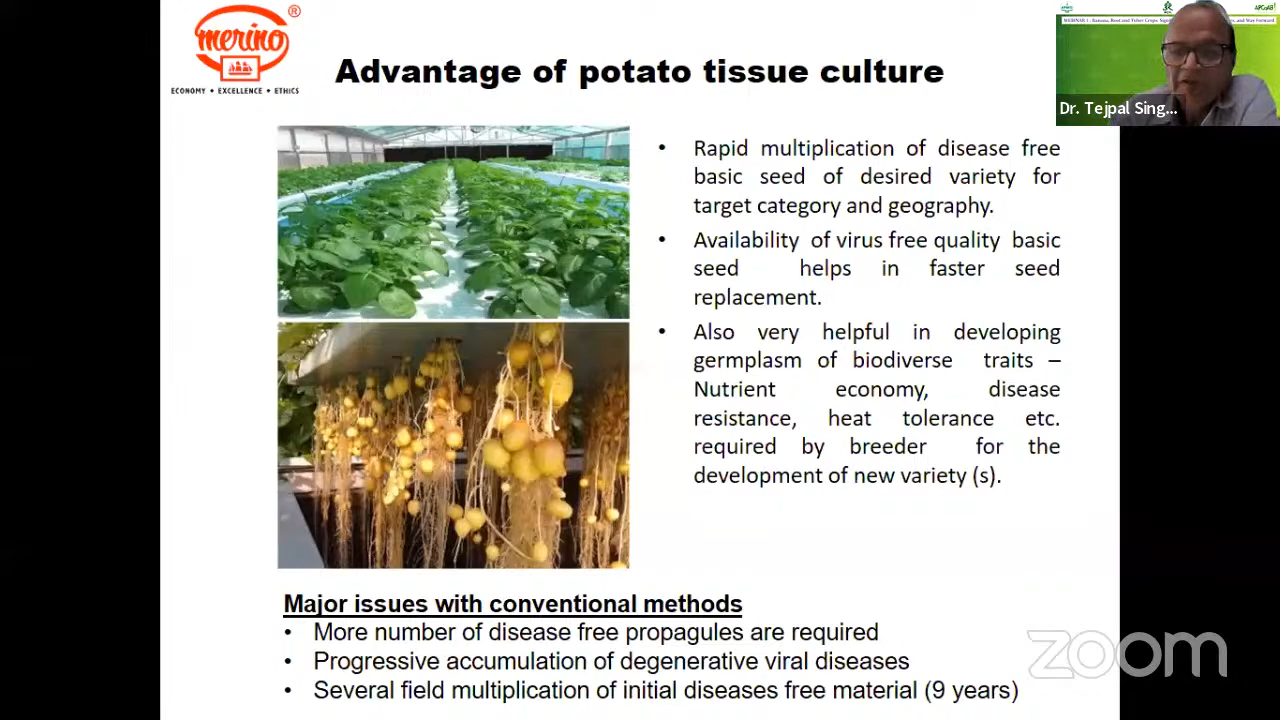 merino
®
ECONOMY • EXCELLENCE • ETHICS
Advantage of potato tissue culture
Dr. Tejpal Sing...
• Rapid multiplication of disease free
basic seed of desired variety for
target category and geography.
• Availability of virus free quality basic
seed helps in faster seed
replacement.
• Also very helpful in developing
germplasm of biodiverse traits –
Nutrient economy, disease
resistance, heat tolerance etc.
required by breeder for the
development of new variety (s).
Major issues with conventional methods
• More number of disease free propagules are required
• Progressive accumulation of degenerative viral diseases
• Several field multiplication of initial diseases free material (9 years)
zoom